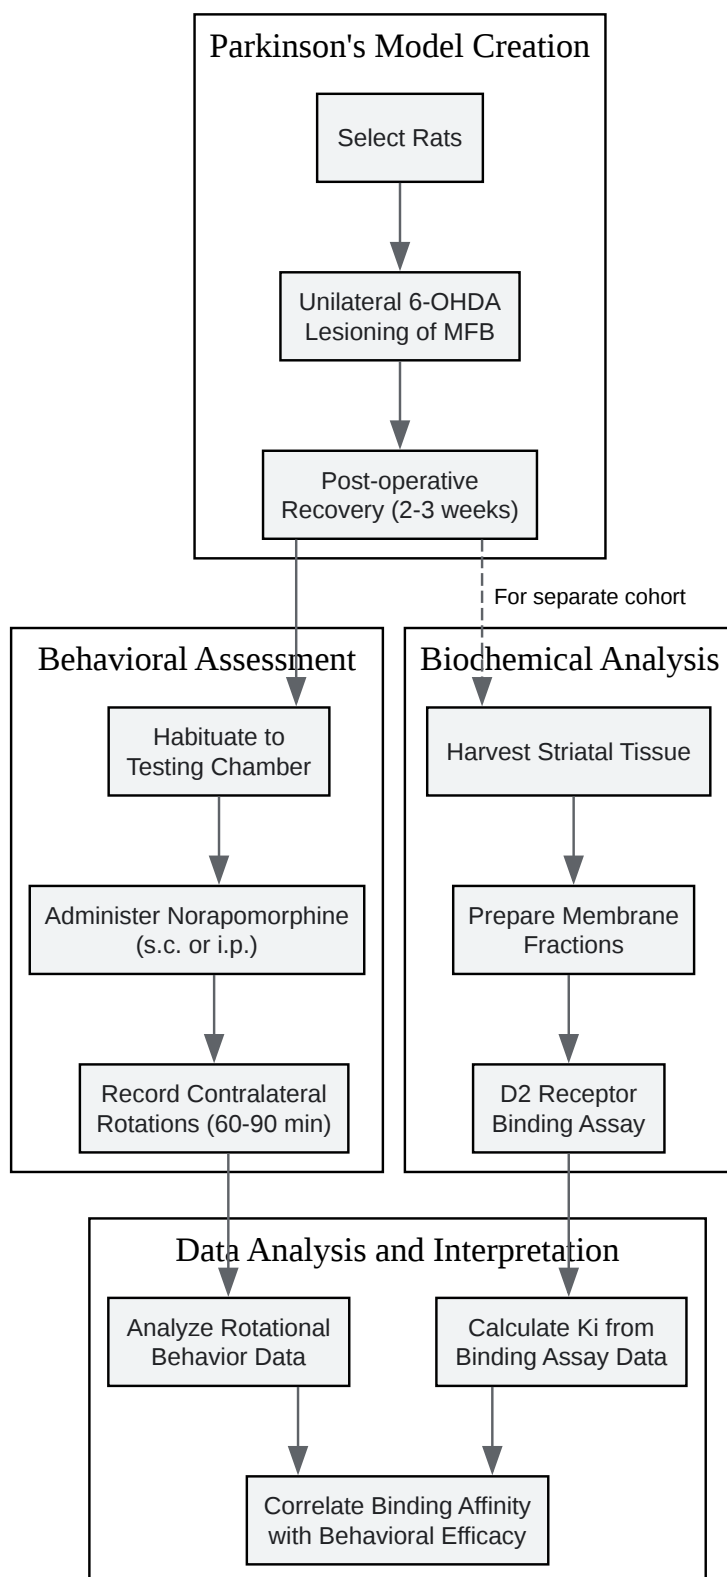 Parkinson's Model Creation
Select Rats
Unilateral 6-OHDA
Lesioning of MFB
Post-operative
Recovery (2-3 weeks)
For separate cohort
Behavioral Assessment
Habituate to
Testing Chamber
Administer Norapomorphine
(s.c. or i.p.)
Record Contralateral
Rotations (60-90 min)
Biochemical Analysis
Harvest Striatal Tissue
Prepare Membrane
Fractions
D2 Receptor
Binding Assay
Data Analysis and Interpretation
Analyze Rotational
Behavior Data
Calculate Ki from
Binding Assay Data
Correlate Binding Affinity
with Behavioral Efficacy